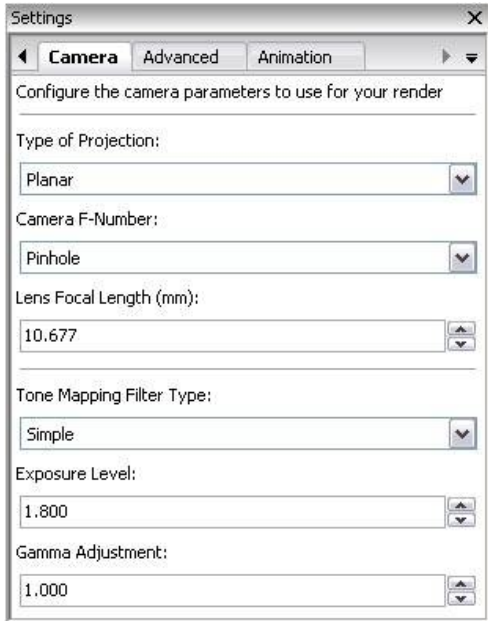 Settings
Camera Advanced Animation
Configure the camera parameters to use for your render
Type of Projection:
Planar
Camera F-Number:
Pinhole
Lens Focal Length (mm):
10.677
Tone Mapping Filter Type:
Simple
Exposure Level:
1.800
Gamma Adjustment:
1.000